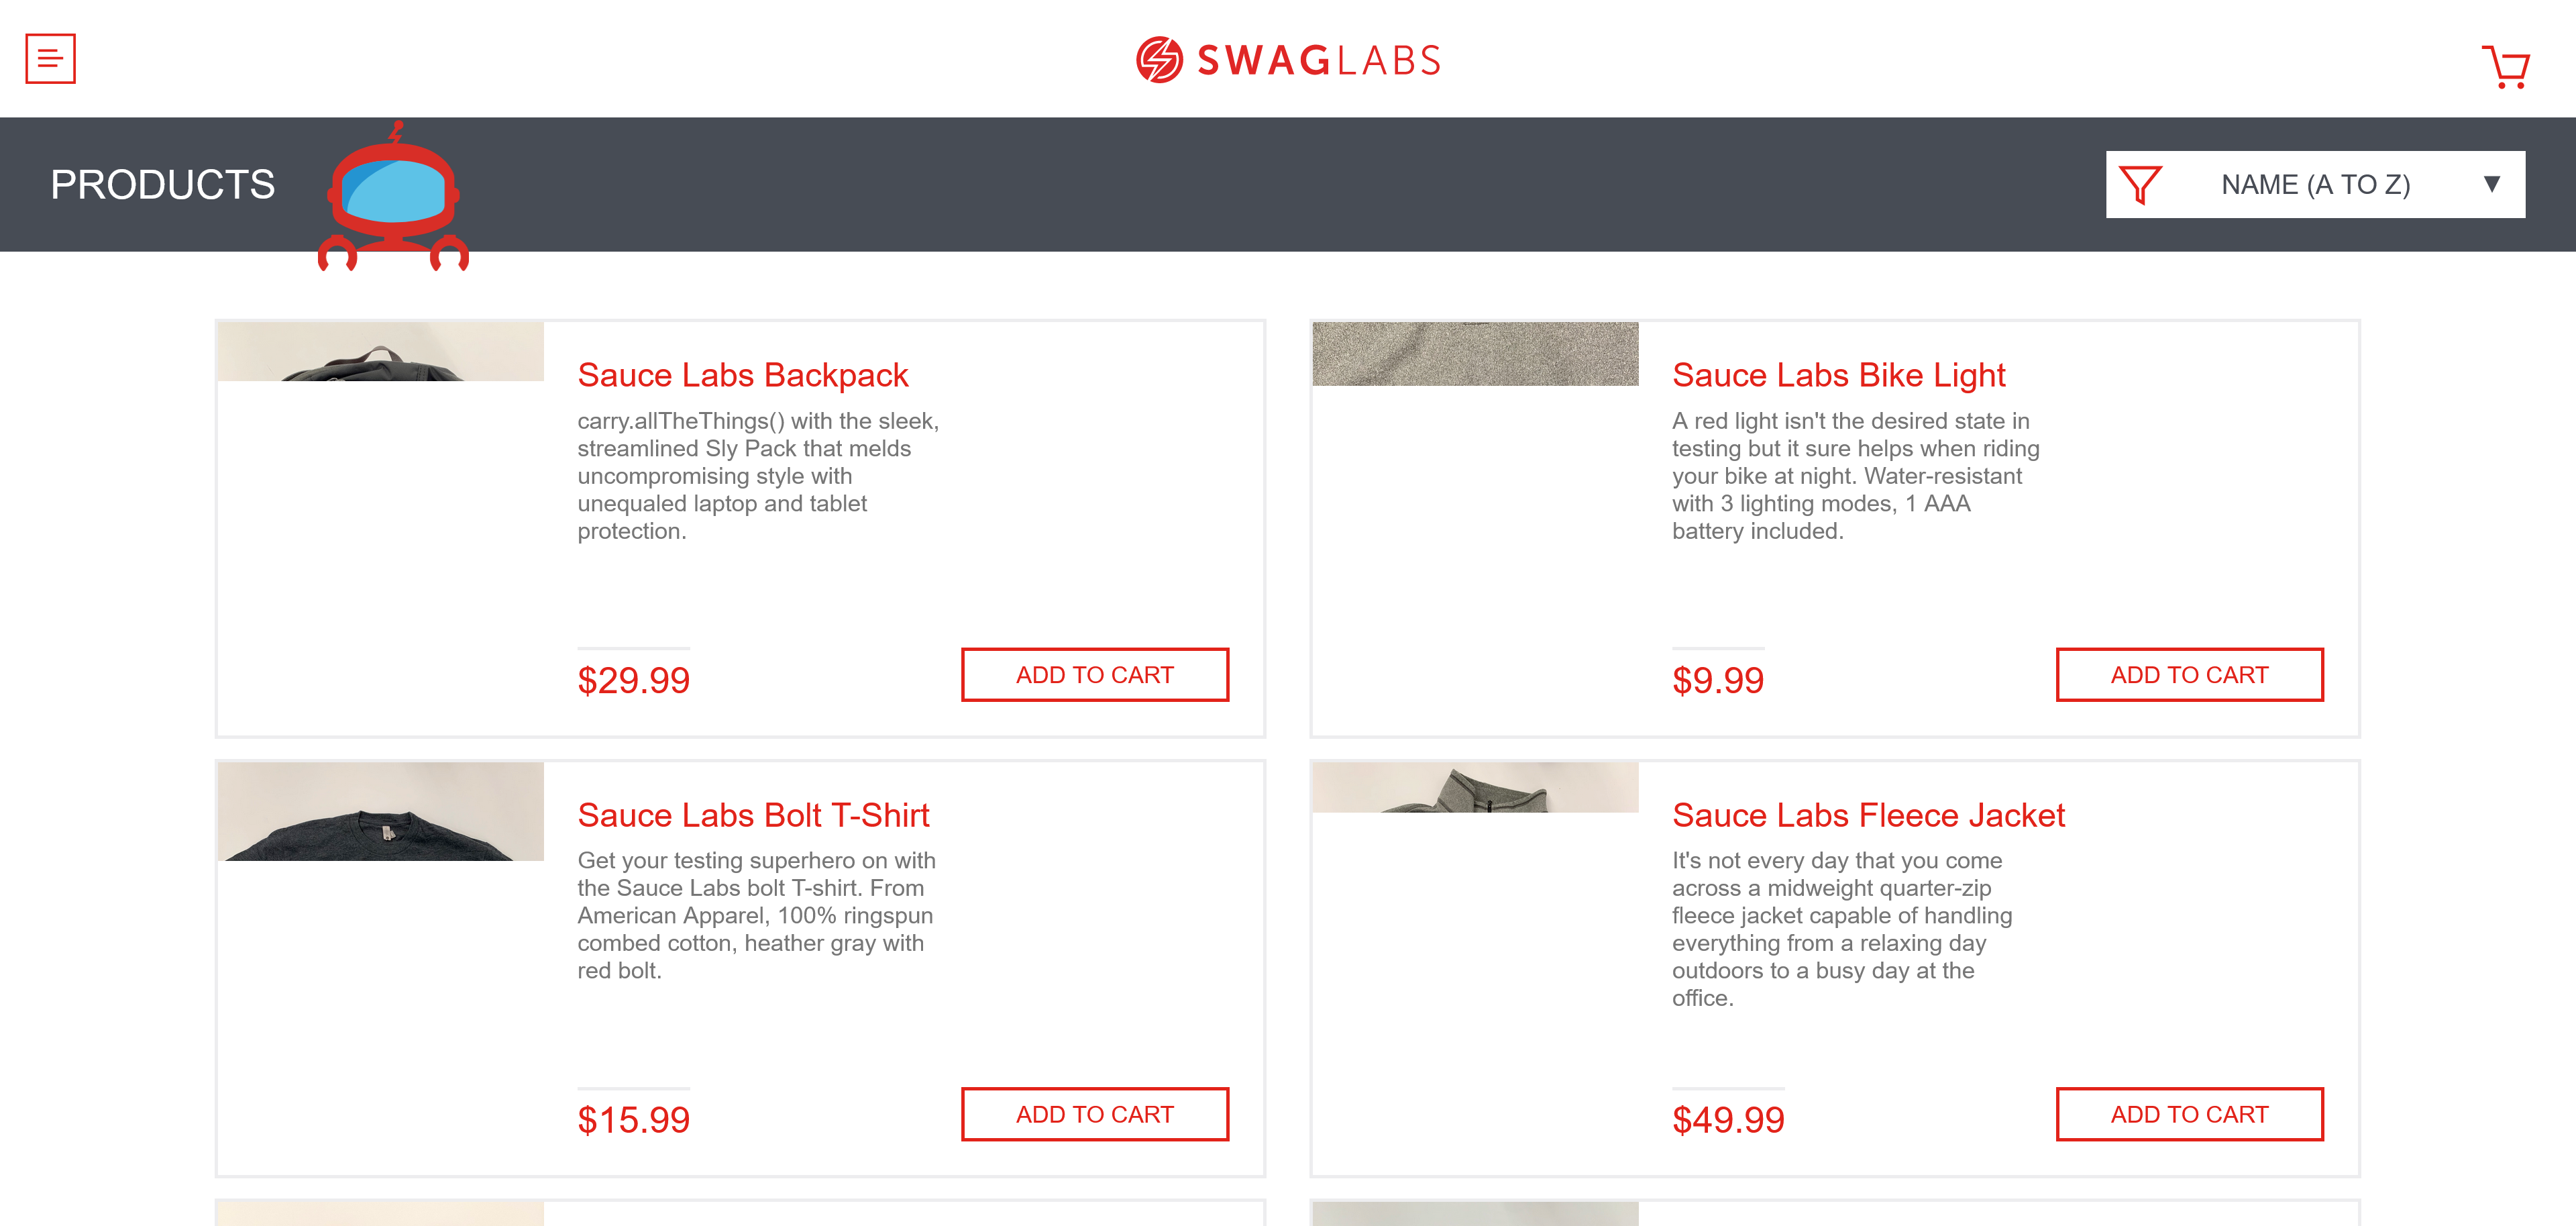 SWAGLABS
PRODUCTS
NAME (A TO Z)
Sauce Labs Backpack
carry.allTheThings() with the sleek,
streamlined Sly Pack that melds
uncompromising style with
unequaled laptop and tablet
protection.
$29.99
ADD TO CART
Sauce Labs Bike Light
A red light isn't the desired state in
testing but it sure helps when riding
your bike at night. Water-resistant
with 3 lighting modes, 1 AAA
battery included.
$9.99
ADD TO CART
Sauce Labs Bolt T-Shirt
Get your testing superhero on with
the Sauce Labs bolt T-shirt. From
American Apparel, 100% ringspun
combed cotton, heather gray with
red bolt.
$15.99
ADD TO CART
Sauce Labs Fleece Jacket
It's not every day that you come
across a midweight quarter-zip
fleece jacket capable of handling
everything from a relaxing day
outdoors to a busy day at the
office.
$49.99
ADD TO CART